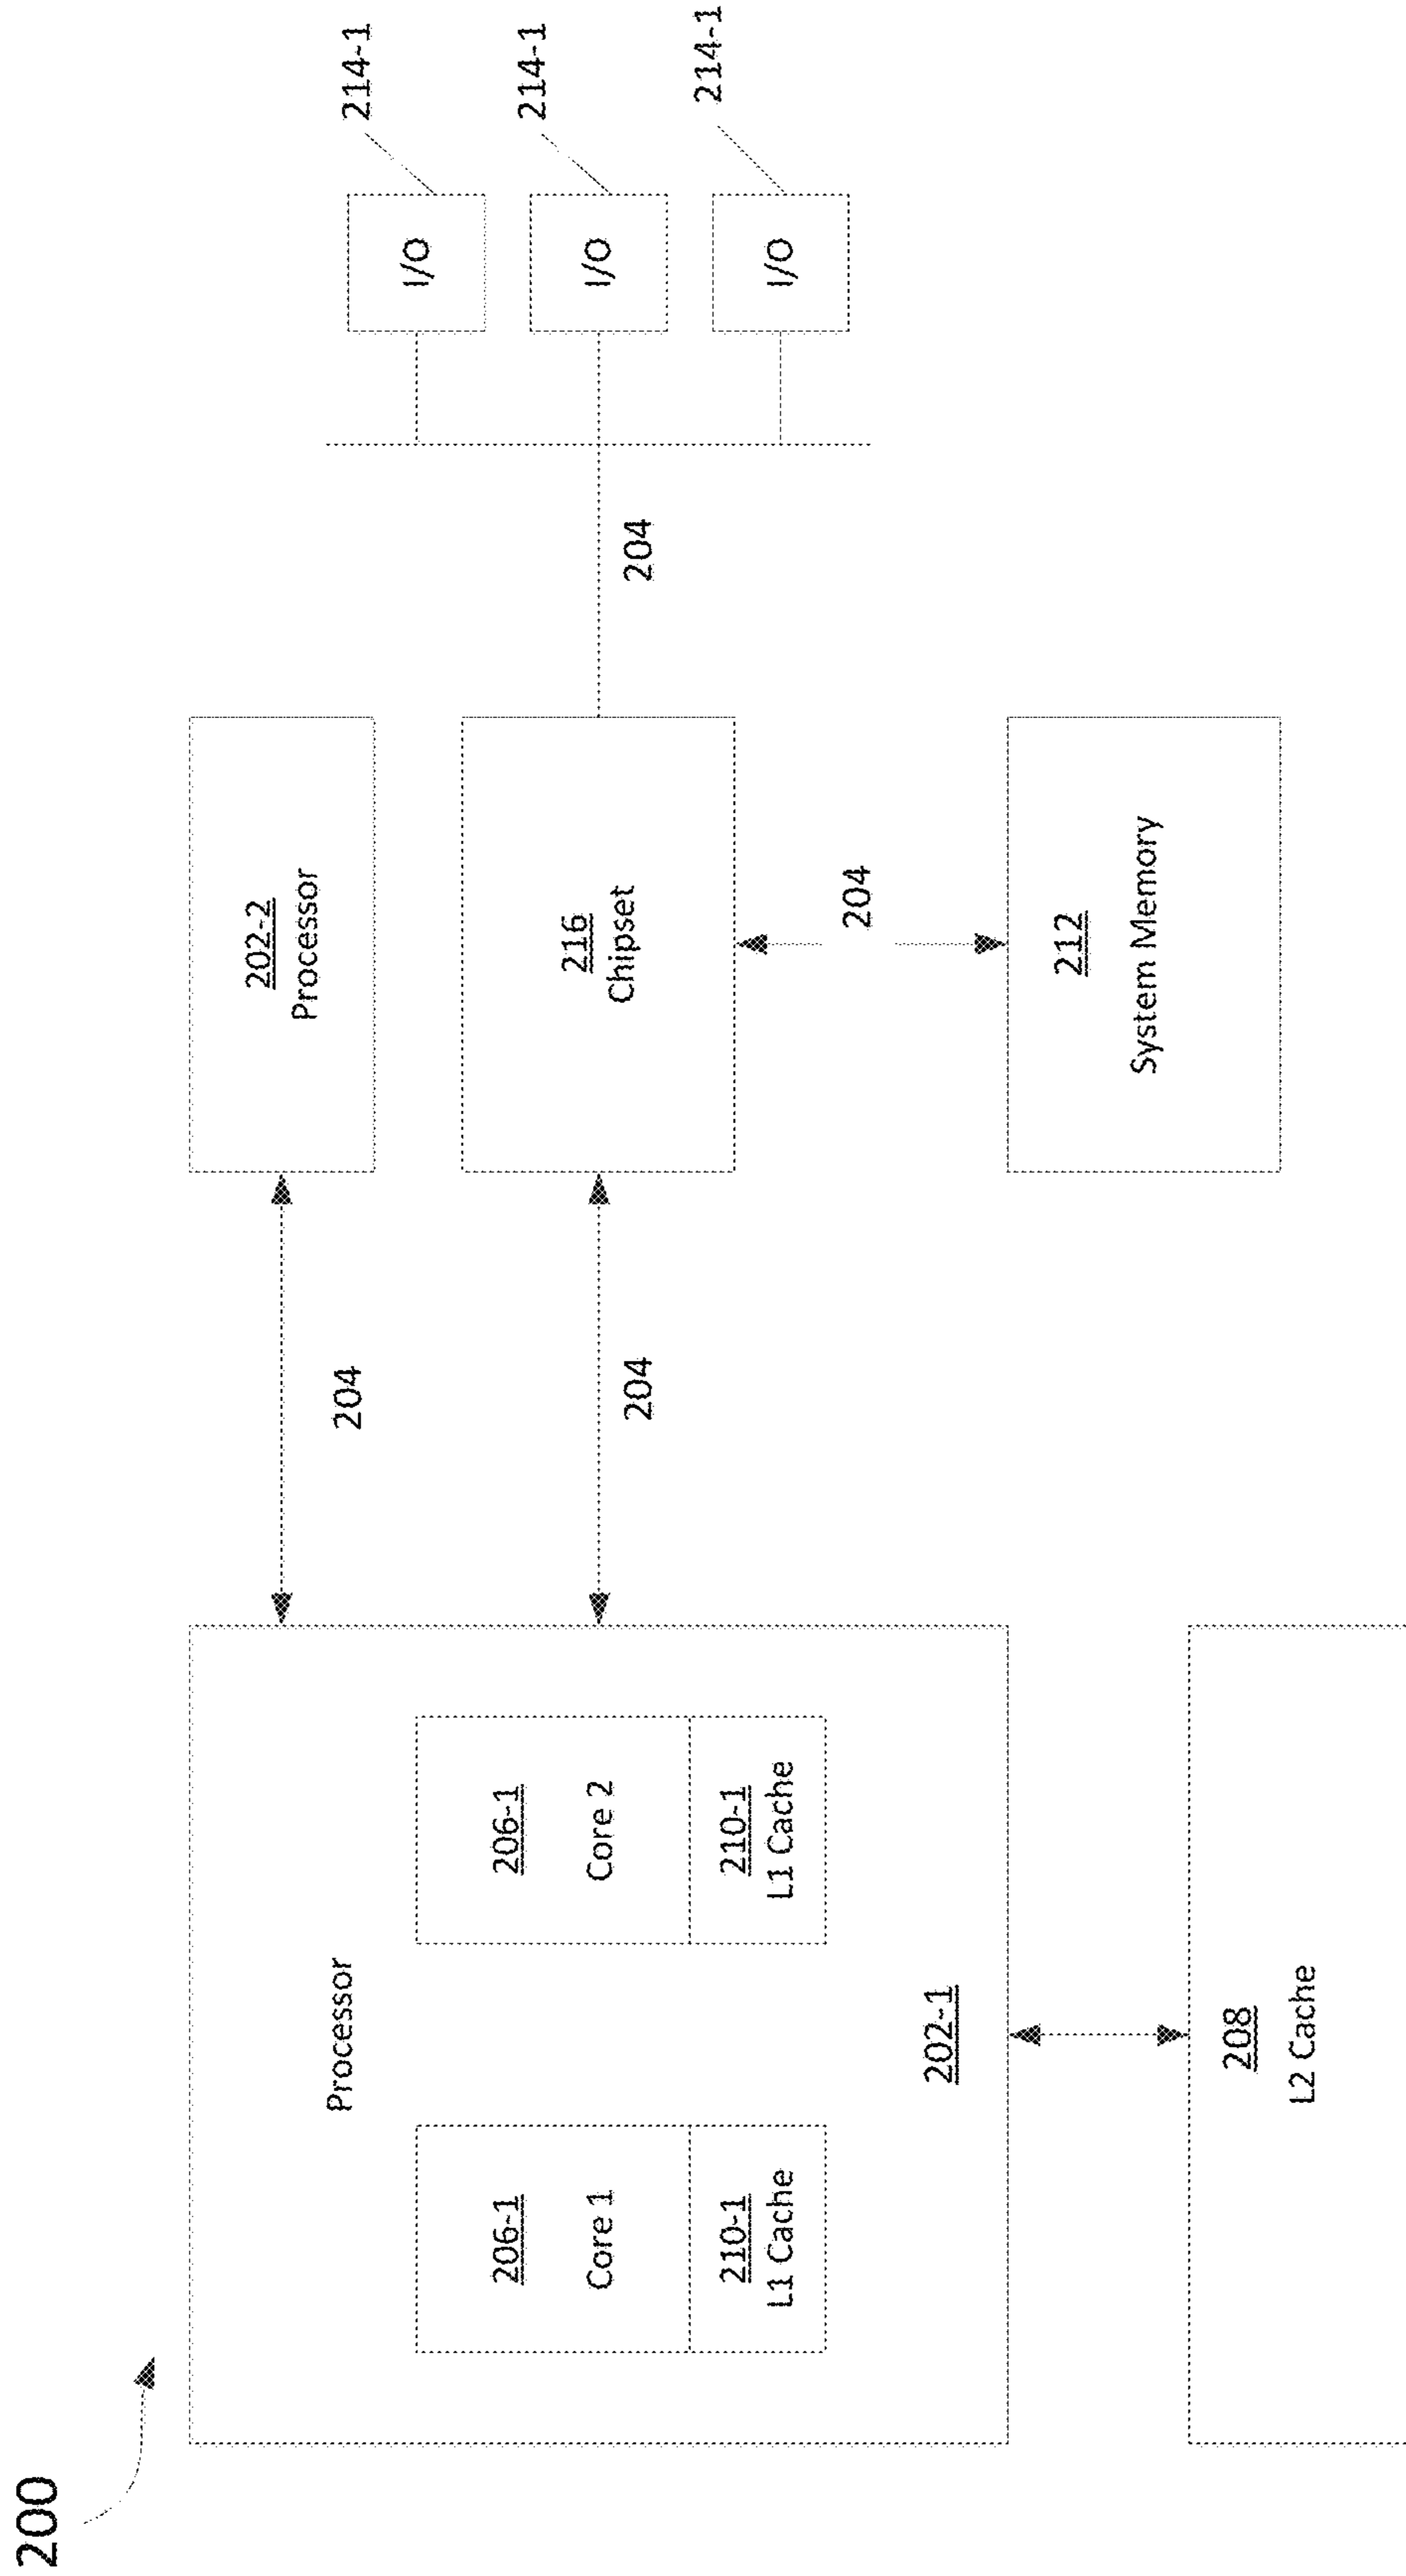 200
Processor
206-1
Core 1
210-1
L1 Cache
206-1
Core 2
210-1
L1 Cache
202-1
208
L2 Cache
204
204
202-2
Processor
216
Chipset
204
212
System Memory
204
I/O
214-1
I/O
214-1
I/O
214-1